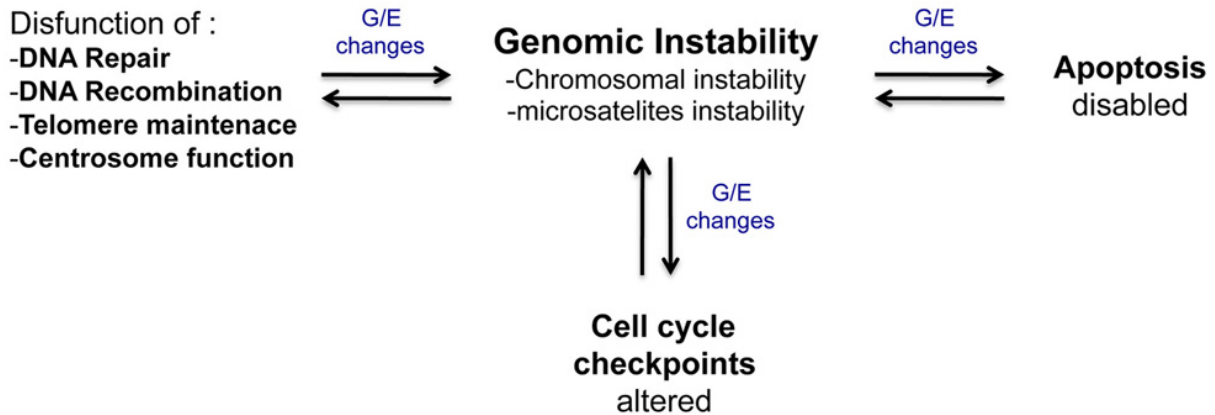 Disfunction of :
-DNA Repair
-DNA Recombination
-Telomere maintenace
-Centrosome function
G/E
changes
Genomic Instability
-Chromosomal instability
-microsatelites instability
G/E
changes
Apoptosis
disabled
G/E
changes
Cell cycle
checkpoints
altered